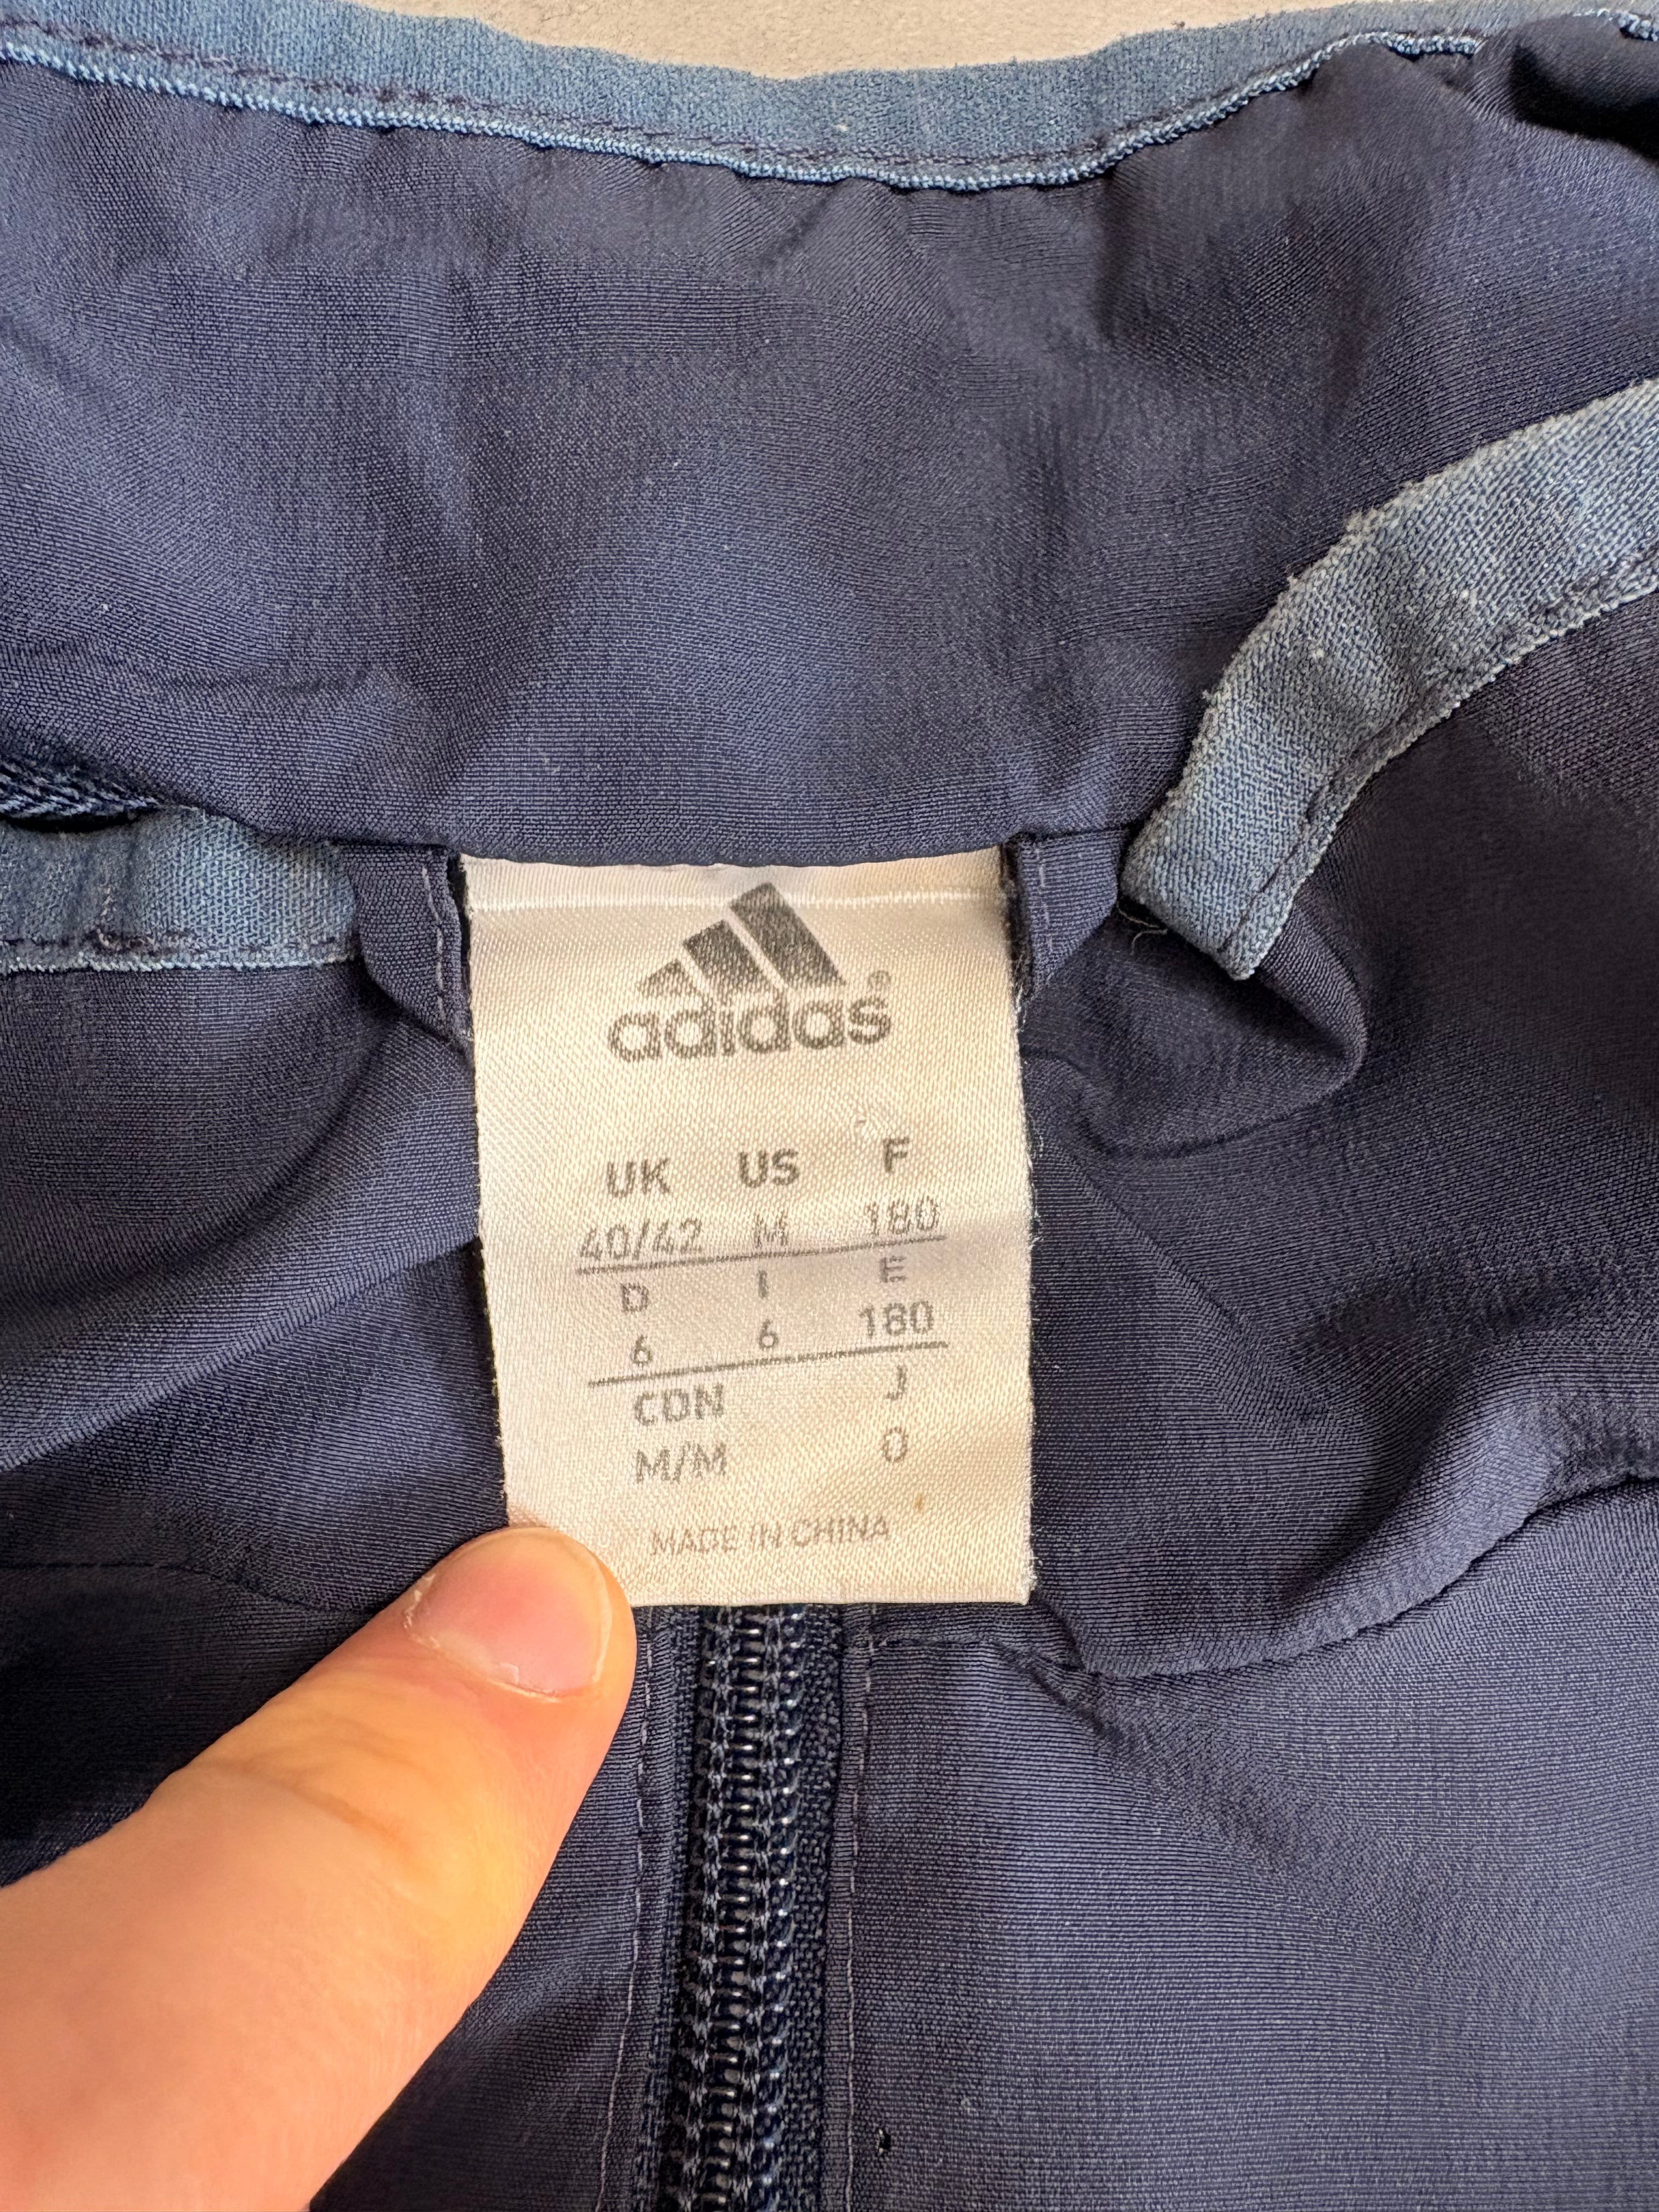 adidas®
UK US F
40/42 M 180
D I E
6 6 180
CDN J
M/M O
MADE IN CHINA